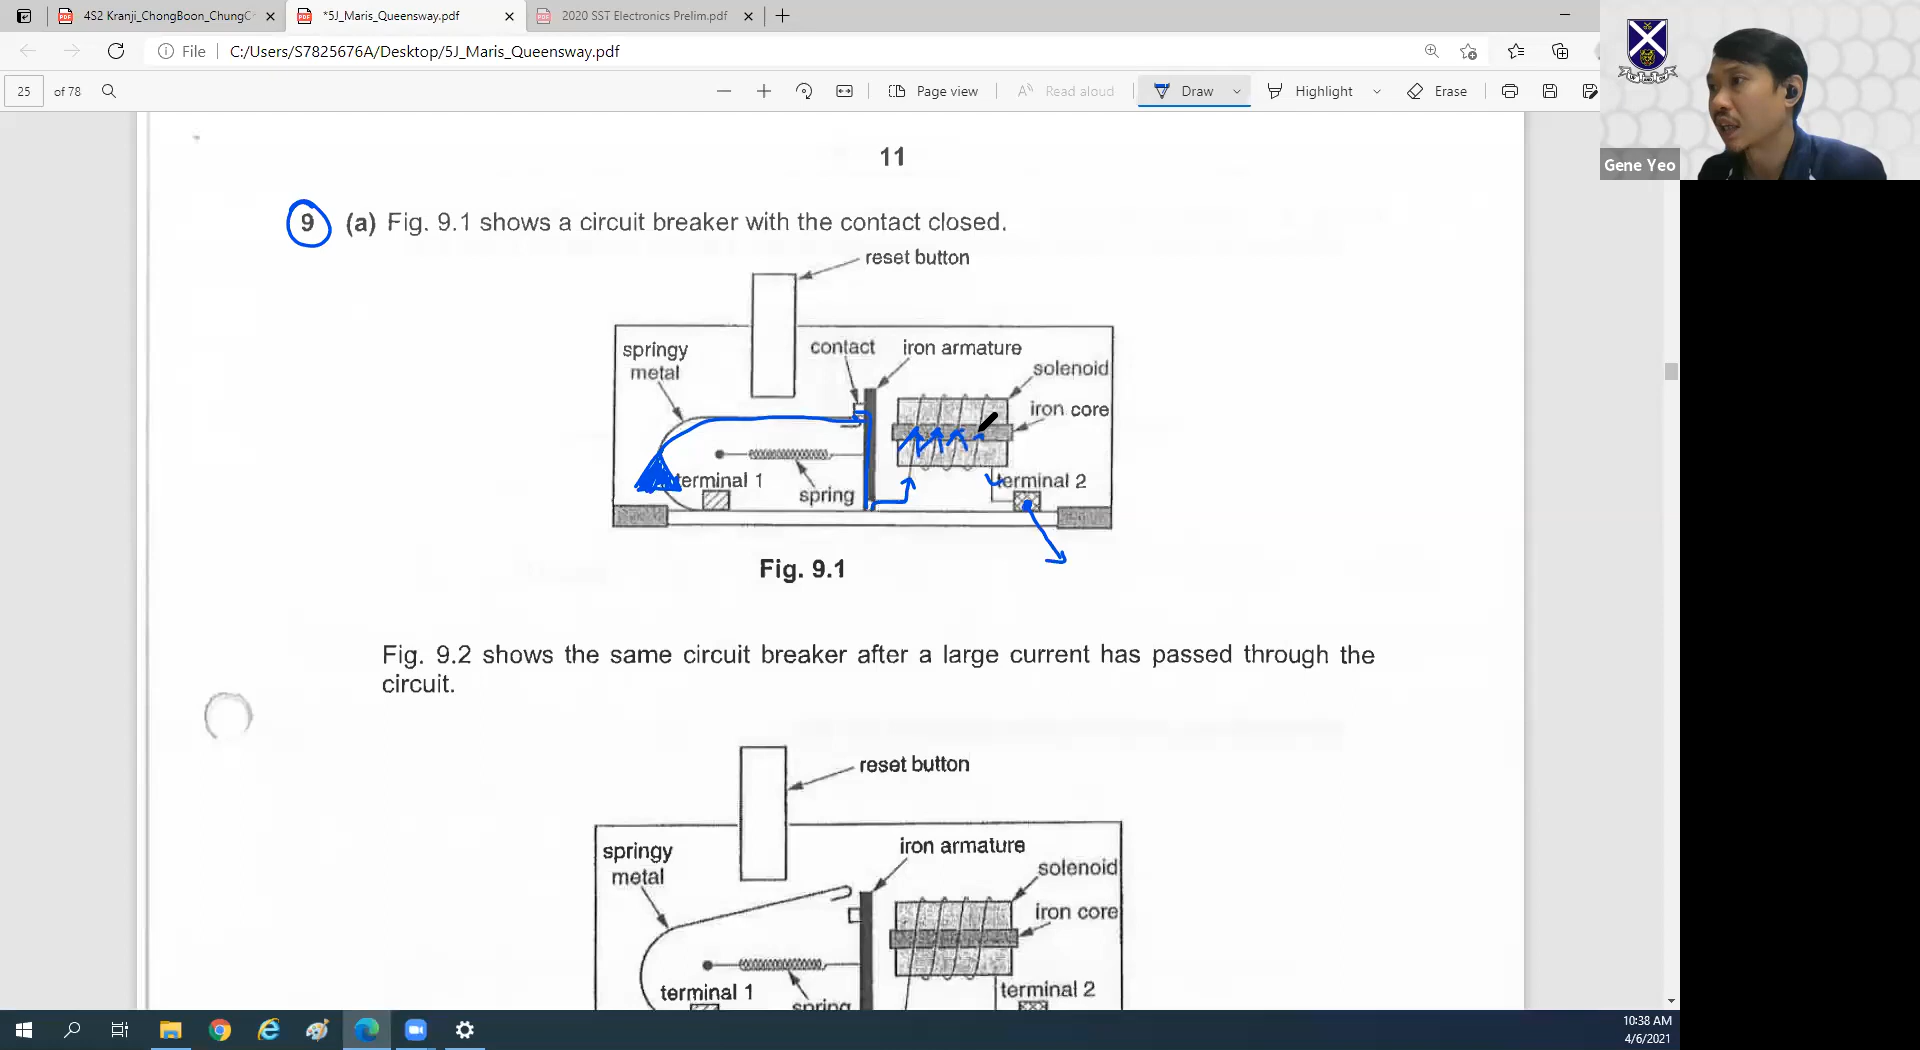 4S2 Kranji_ChongBoon_ChungC
*5J_Maris_Queensway.pdf
2020 SST Electronics Prelim.pdf
File
C:/Users/S7825676A/Desktop/5J_Maris_Queensway.pdf
25 of 78
Page view
Read aloud
Draw
Highlight
Erase
Gene Yeo
11
9 (a) Fig. 9.1 shows a circuit breaker with the contact closed.
reset button
springy
metal
contact
iron armature
solenoid
iron core
terminal 1
spring
terminal 2
Fig. 9.1
Fig. 9.2 shows the same circuit breaker after a large current has passed through the
circuit.
reset button
springy
metal
iron armature
solenoid
iron core
terminal 1
spring
terminal 2
10:38 AM
4/6/2021